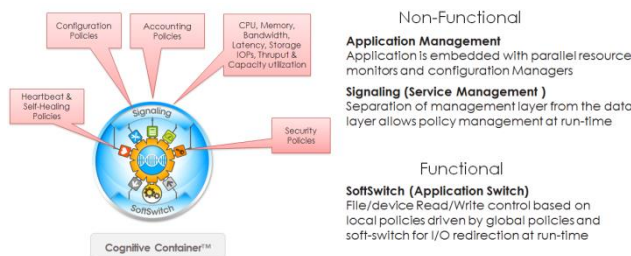 Configuration
Policies
Accounting
Policies
CPU, Memory,
Bandwidth,
Latency, Storage
IOPs, Thruput &
Capacity utilization
Heartbeat &
Self-Healing
Policies
Security
Policies
Signaling
SoftSwitch
Cognitive Container™
Non-Functional
Application Management
Application is embedded with parallel resource
monitors and configuration Managers
Signaling (Service Management )
Separation of management layer from the data
layer allows policy management at run-time
Functional
SoftSwitch (Application Switch)
File/device Read/Write control based on
local policies driven by global policies and
soft-switch for I/O redirection at run-time